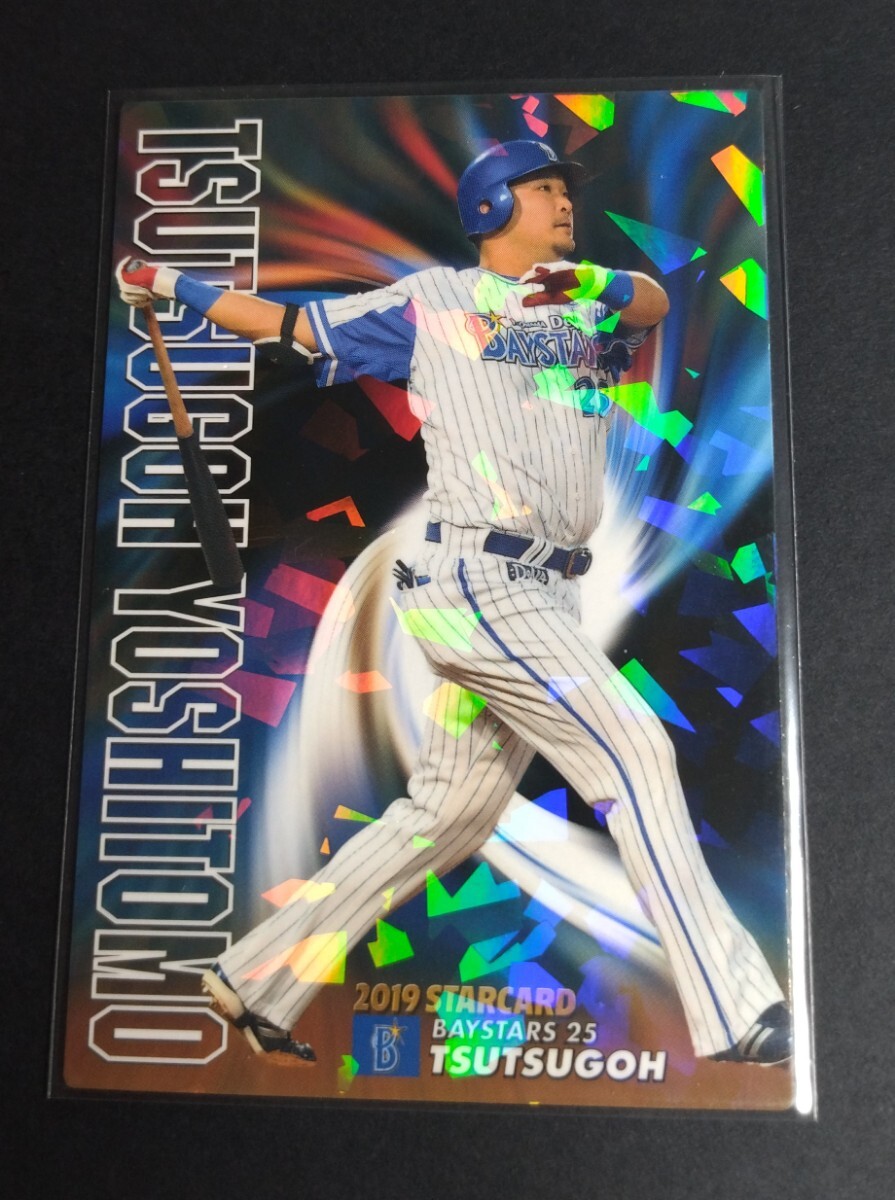 TSUTSUGOH YOSHITOMO
B
BAYSTARS
25
2019 STARCARD
B
BAYSTARS 25
TSUTSUGOH